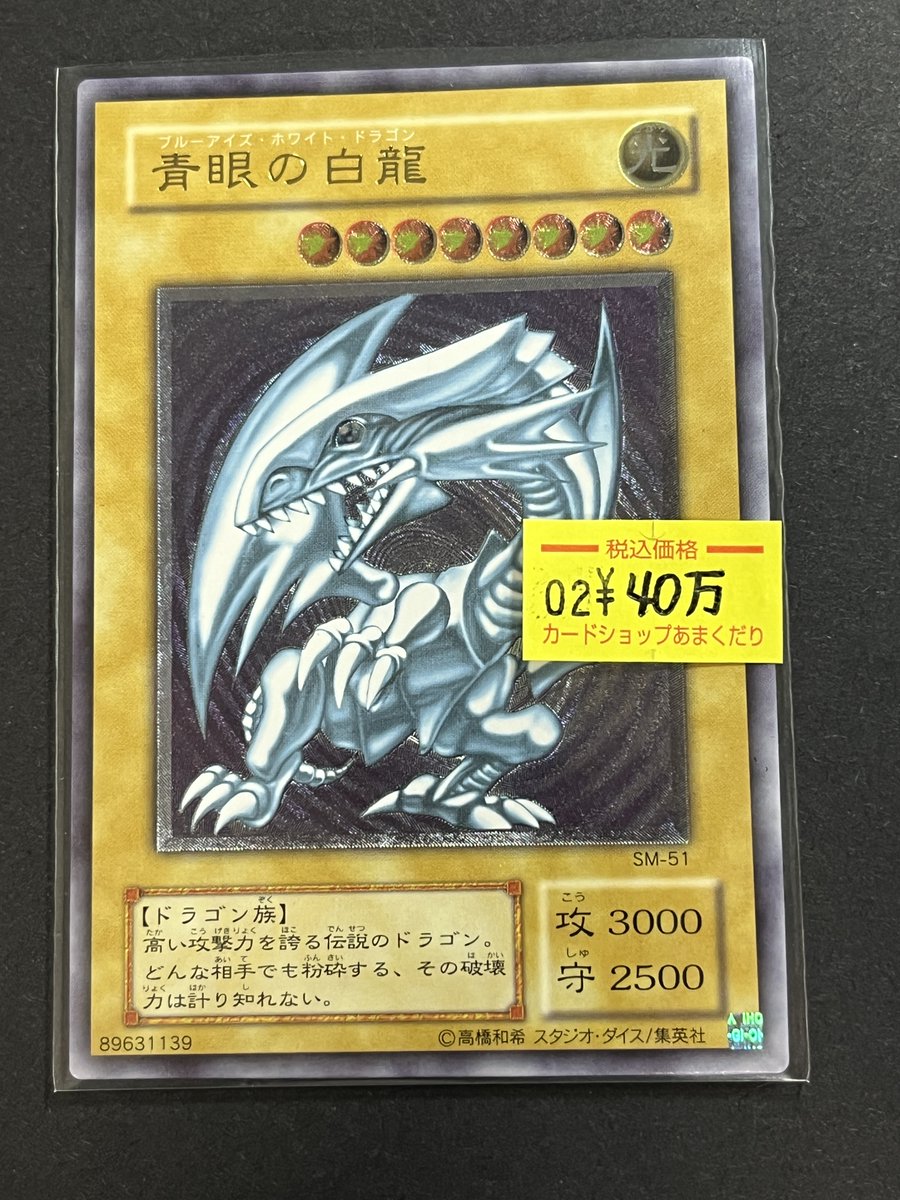 ブルーアイズ・ホワイト・ドラゴン
青眼の白龍
光
税込価格
02¥40万
カードショップあまくだり
SM-51
【ドラゴン族】
高い攻撃力を誇る伝説のドラゴン。
どんな相手でも粉砕する、その破壊
力は計り知れない。
攻 3000
守 2500
89631139
©高橋和希 スタジオ・ダイス/集英社